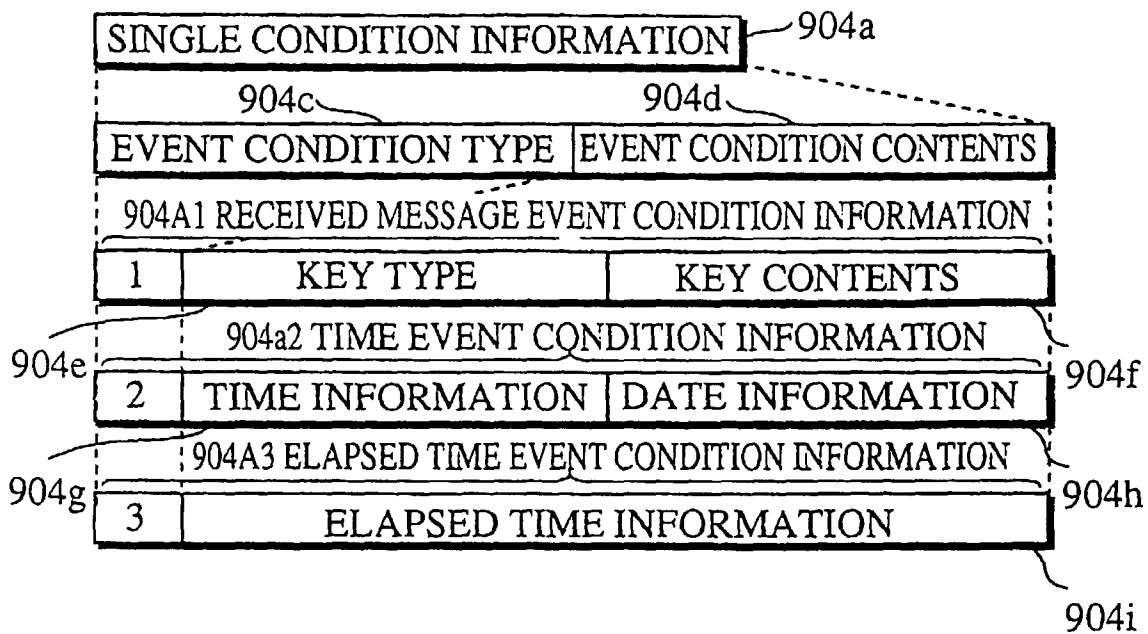 SINGLE CONDITION INFORMATION 904a
904c 904d
EVENT CONDITION TYPE EVENT CONDITION CONTENTS
904A1 RECEIVED MESSAGE EVENT CONDITION INFORMATION
1 KEY TYPE KEY CONTENTS
904a2 TIME EVENT CONDITION INFORMATION
904e 904f
2 TIME INFORMATION DATE INFORMATION
904A3 ELAPSED TIME EVENT CONDITION INFORMATION
904g 904h
3 ELAPSED TIME INFORMATION
904i